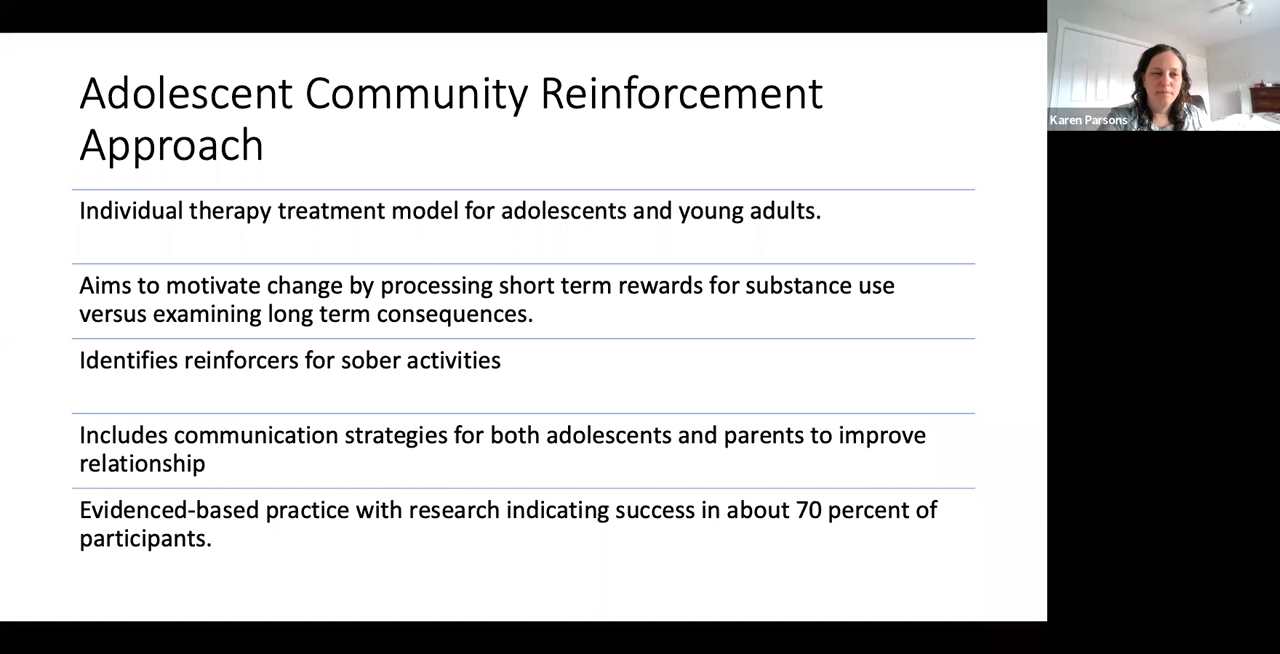 Adolescent Community Reinforcement
Approach
Individual therapy treatment model for adolescents and young adults.
Aims to motivate change by processing short term rewards for substance use
versus examining long term consequences.
Identifies reinforcers for sober activities
Includes communication strategies for both adolescents and parents to improve
relationship
Evidenced-based practice with research indicating success in about 70 percent of
participants.
Karen Parsons